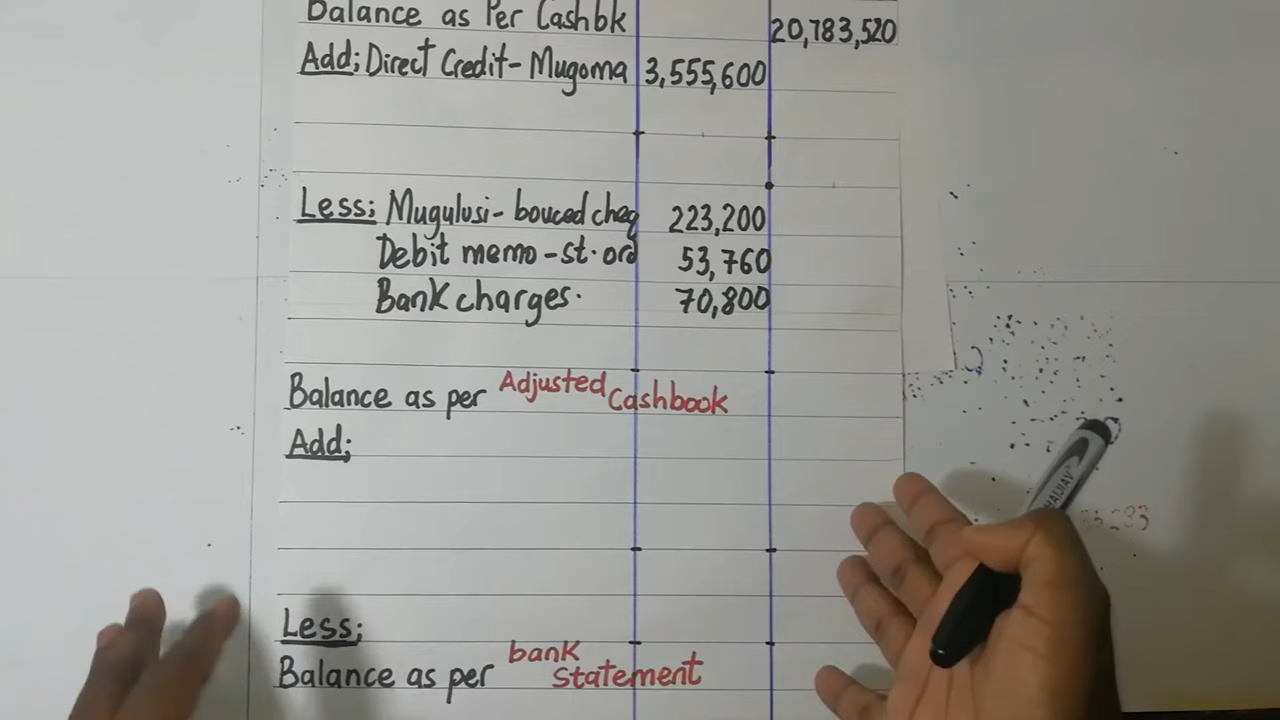 Balance as Per Cashbk 20,783,520
Add; Direct Credit- Mugoma 3,555,600
Less; Mugulusi- bouced cheq 223,200
Debit memo-st.ord 53,760
Bank charges. 70,800
Balance as per Adjusted Cashbook
Add;
Less;
Balance as per bank statement